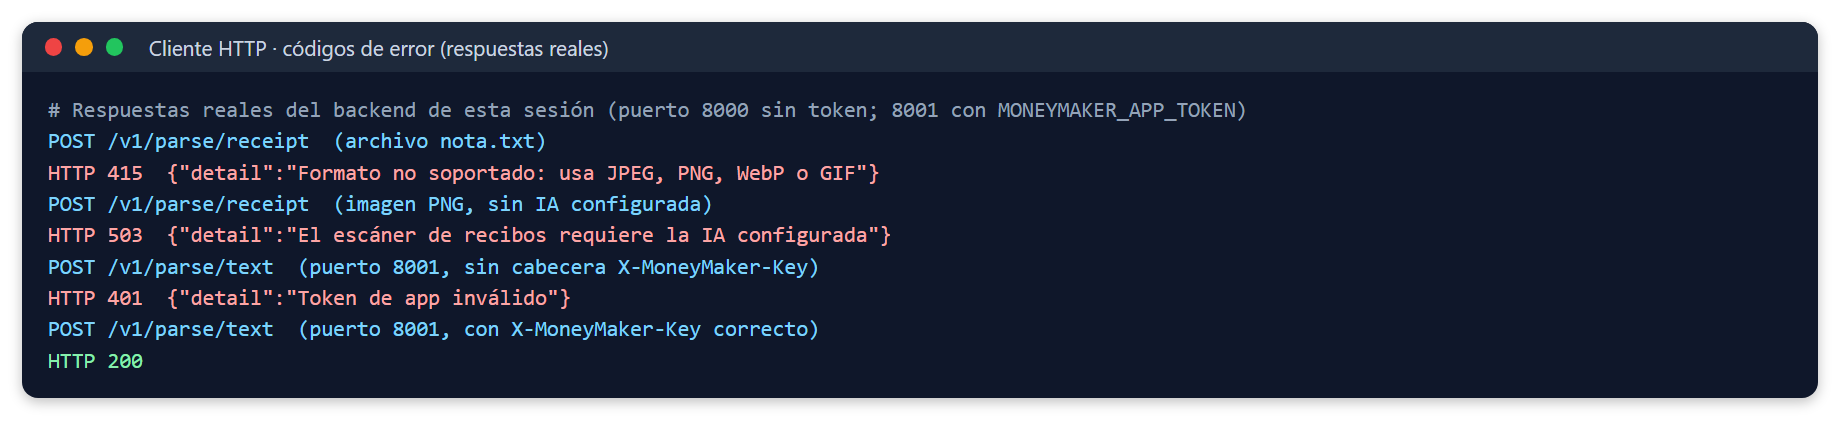 Cliente HTTP · códigos de error (respuestas reales)
# Respuestas reales del backend de esta sesión (puerto 8000 sin token; 8001 con MONEYMAKER_APP_TOKEN)
POST /v1/parse/receipt  (archivo nota.txt)
HTTP 415  {"detail":"Formato no soportado: usa JPEG, PNG, WebP o GIF"}
POST /v1/parse/receipt  (imagen PNG, sin IA configurada)
HTTP 503  {"detail":"El escáner de recibos requiere la IA configurada"}
POST /v1/parse/text  (puerto 8001, sin cabecera X-MoneyMaker-Key)
HTTP 401  {"detail":"Token de app inválido"}
POST /v1/parse/text  (puerto 8001, con X-MoneyMaker-Key correcto)
HTTP 200